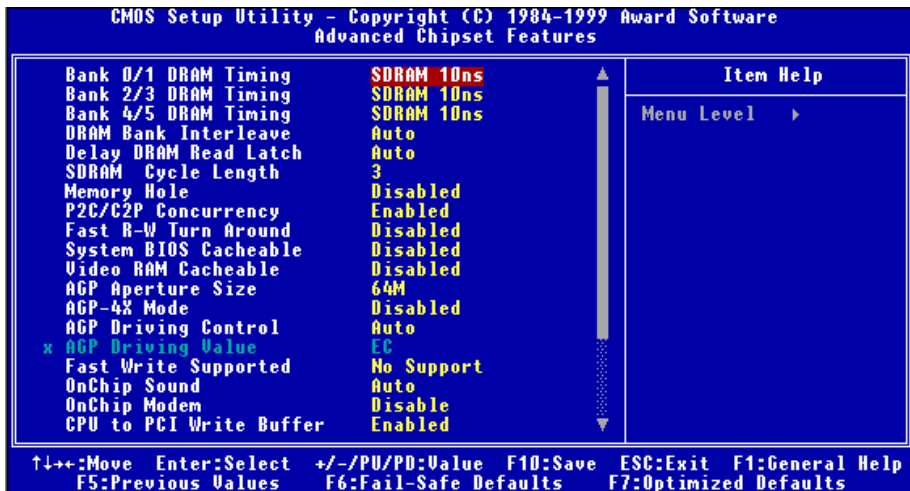 CMOS Setup Utility - Copyright (C) 1984-1999 Award Software
Advanced Chipset Features
Bank 0/1 DRAM Timing SDRAM 10ns
Bank 2/3 DRAM Timing SDRAM 10ns
Bank 4/5 DRAM Timing SDRAM 10ns
DRAM Bank Interleave Auto
Delay DRAM Read Latch Auto
SDRAM Cycle Length 3
Memory Hole Disabled
P2C/C2P Concurrency Enabled
Fast R-W Turn Around Disabled
System BIOS Cacheable Disabled
Video RAM Cacheable Disabled
AGP Aperture Size 64M
AGP-4X Mode Disabled
AGP Driving Control Auto
x AGP Driving Value EC
Fast Write Supported No Support
OnChip Sound Auto
OnChip Modem Disable
CPU to PCI Write Buffer Enabled
Item Help
Menu Level ▸
↑↓→←:Move Enter:Select +/-/PU/PD:Value F10:Save ESC:Exit F1:General Help
F5:Previous Values F6:Fail-Safe Defaults F7:Optimized Defaults